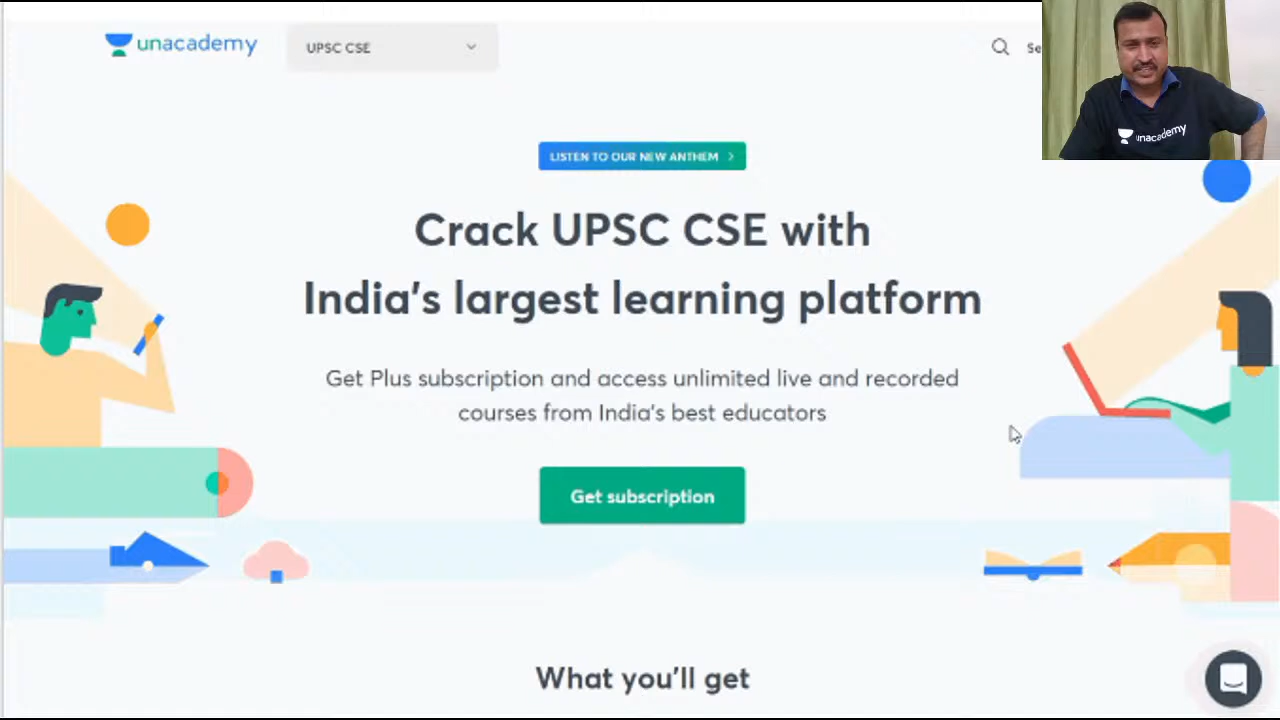 unacademy
UPSC CSE
LISTEN TO OUR NEW ANTHEM
Crack UPSC CSE with
India's largest learning platform
Get Plus subscription and access unlimited live and recorded
courses from India's best educators
Get subscription
What you'll get
unacademy